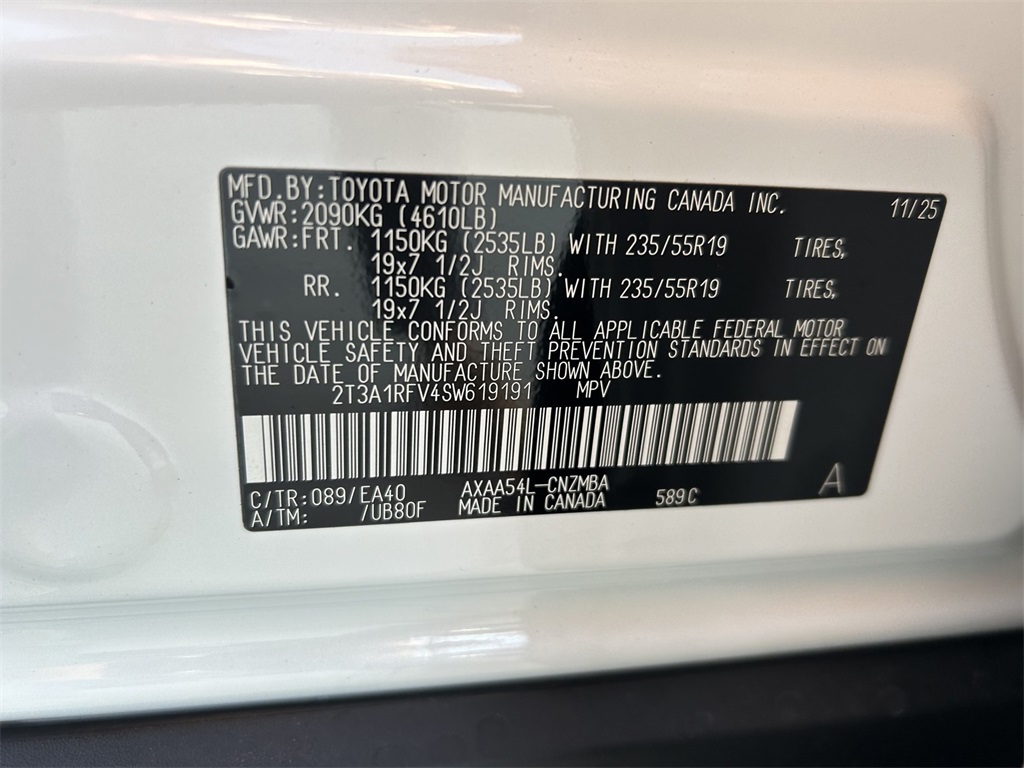 MFD.BY:TOYOTA MOTOR MANUFACTURING CANADA INC. 11/25
GVWR:2090KG (4610LB)
GAWR:FRT. 1150KG (2535LB) WITH 235/55R19 TIRES,
19x7 1/2J RIMS.
RR. 1150KG (2535LB) WITH 235/55R19 TIRES,
19x7 1/2J RIMS.
THIS VEHICLE CONFORMS TO ALL APPLICABLE FEDERAL MOTOR
VEHICLE SAFETY AND THEFT PREVENTION STANDARDS IN EFFECT ON
THE DATE OF MANUFACTURE SHOWN ABOVE.
2T3A1RFV4SW619191 MPV
C/TR:089/EA40 AXAA54L-CNZMBA 589C A
A/TM: /UB80F MADE IN CANADA